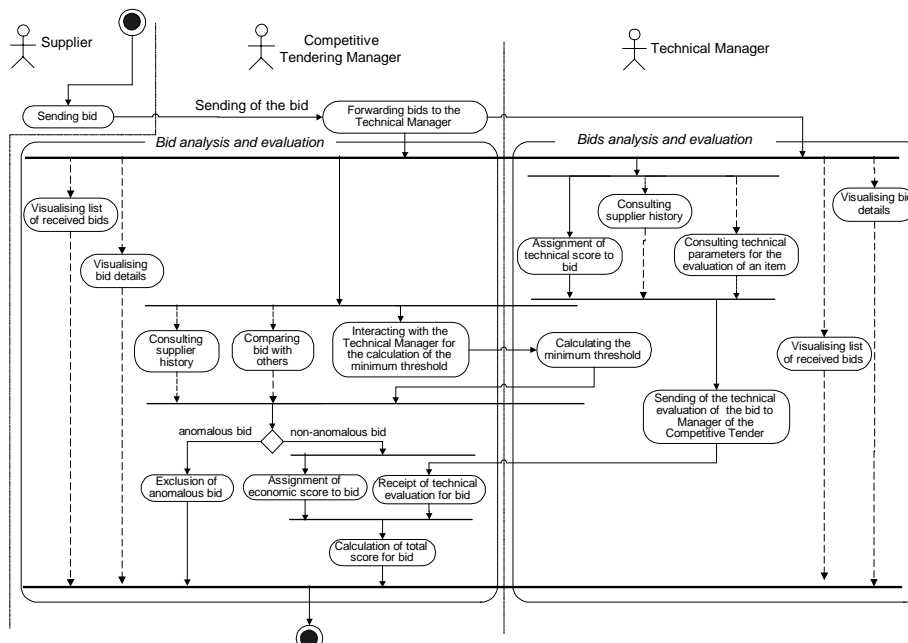 Supplier
Competitive
Tendering Manager
Technical Manager
Sending bid
Sending of the bid
Forwarding bids to the
Technical Manager
Bid analysis and evaluation
Bids analysis and evaluation
Visualising list
of received bids
Visualising
bid details
Consulting
supplier history
Assignment of
technical score to
bid
Consulting technical
parameters for the
evaluation of an item
Visualising bid
details
Consulting
supplier
history
Comparing
bid with
others
Interacting with the
Technical Manager for
the calculation of the
minimum threshold
Calculating the
minimum threshold
Visualising list
of received bids
Sending of the technical
evaluation of the bid to
Manager of the
Competitive Tender
anomalous bid
non-anomalous bid
Exclusion of
anomalous bid
Assignment of
economic score to bid
Receipt of technical
evaluation for bid
Calculation of total
score for bid